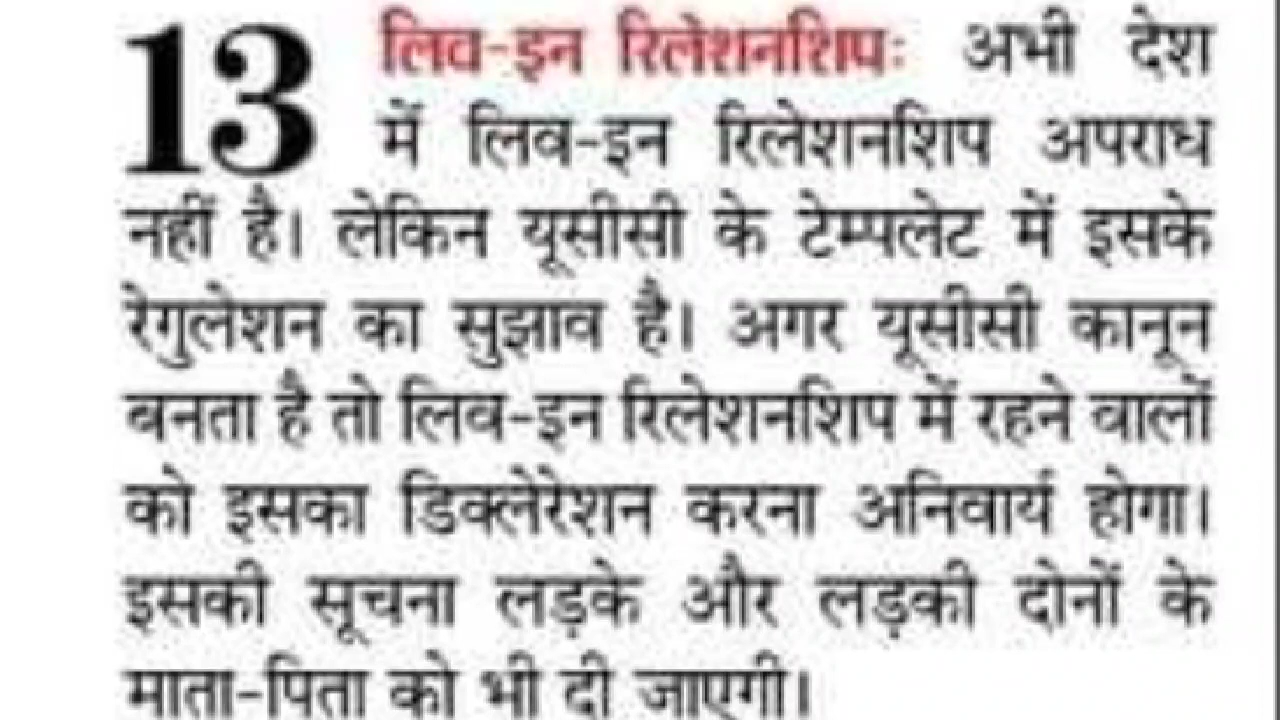 13 लिव-इन रिलेशनशिपः अभी देश
में लिव-इन रिलेशनशिप अपराध
नहीं है। लेकिन यूसीसी के टेम्पलेट में इसके
रेगुलेशन का सुझाव है। अगर यूसीसी कानून
बनता है तो लिव-इन रिलेशनशिप में रहने वालों
को इसका डिक्लेरेशन करना अनिवार्य होगा।
इसकी सूचना लड़के और लड़की दोनों के
माता-पिता को भी दी जाएगी।